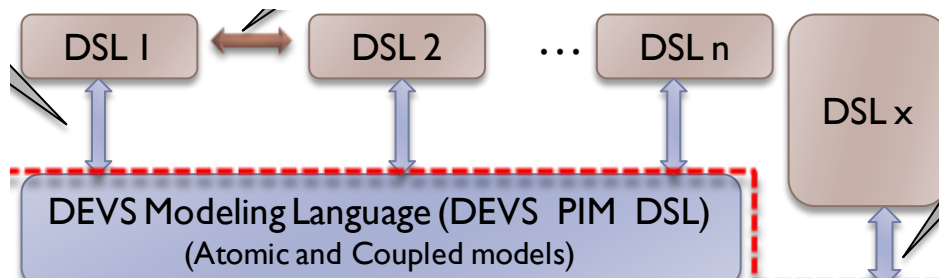 DSL 1
DSL 2
...
DSL n
DSL x
DEVS Modeling Language (DEVS PIM DSL)
(Atomic and Coupled models)